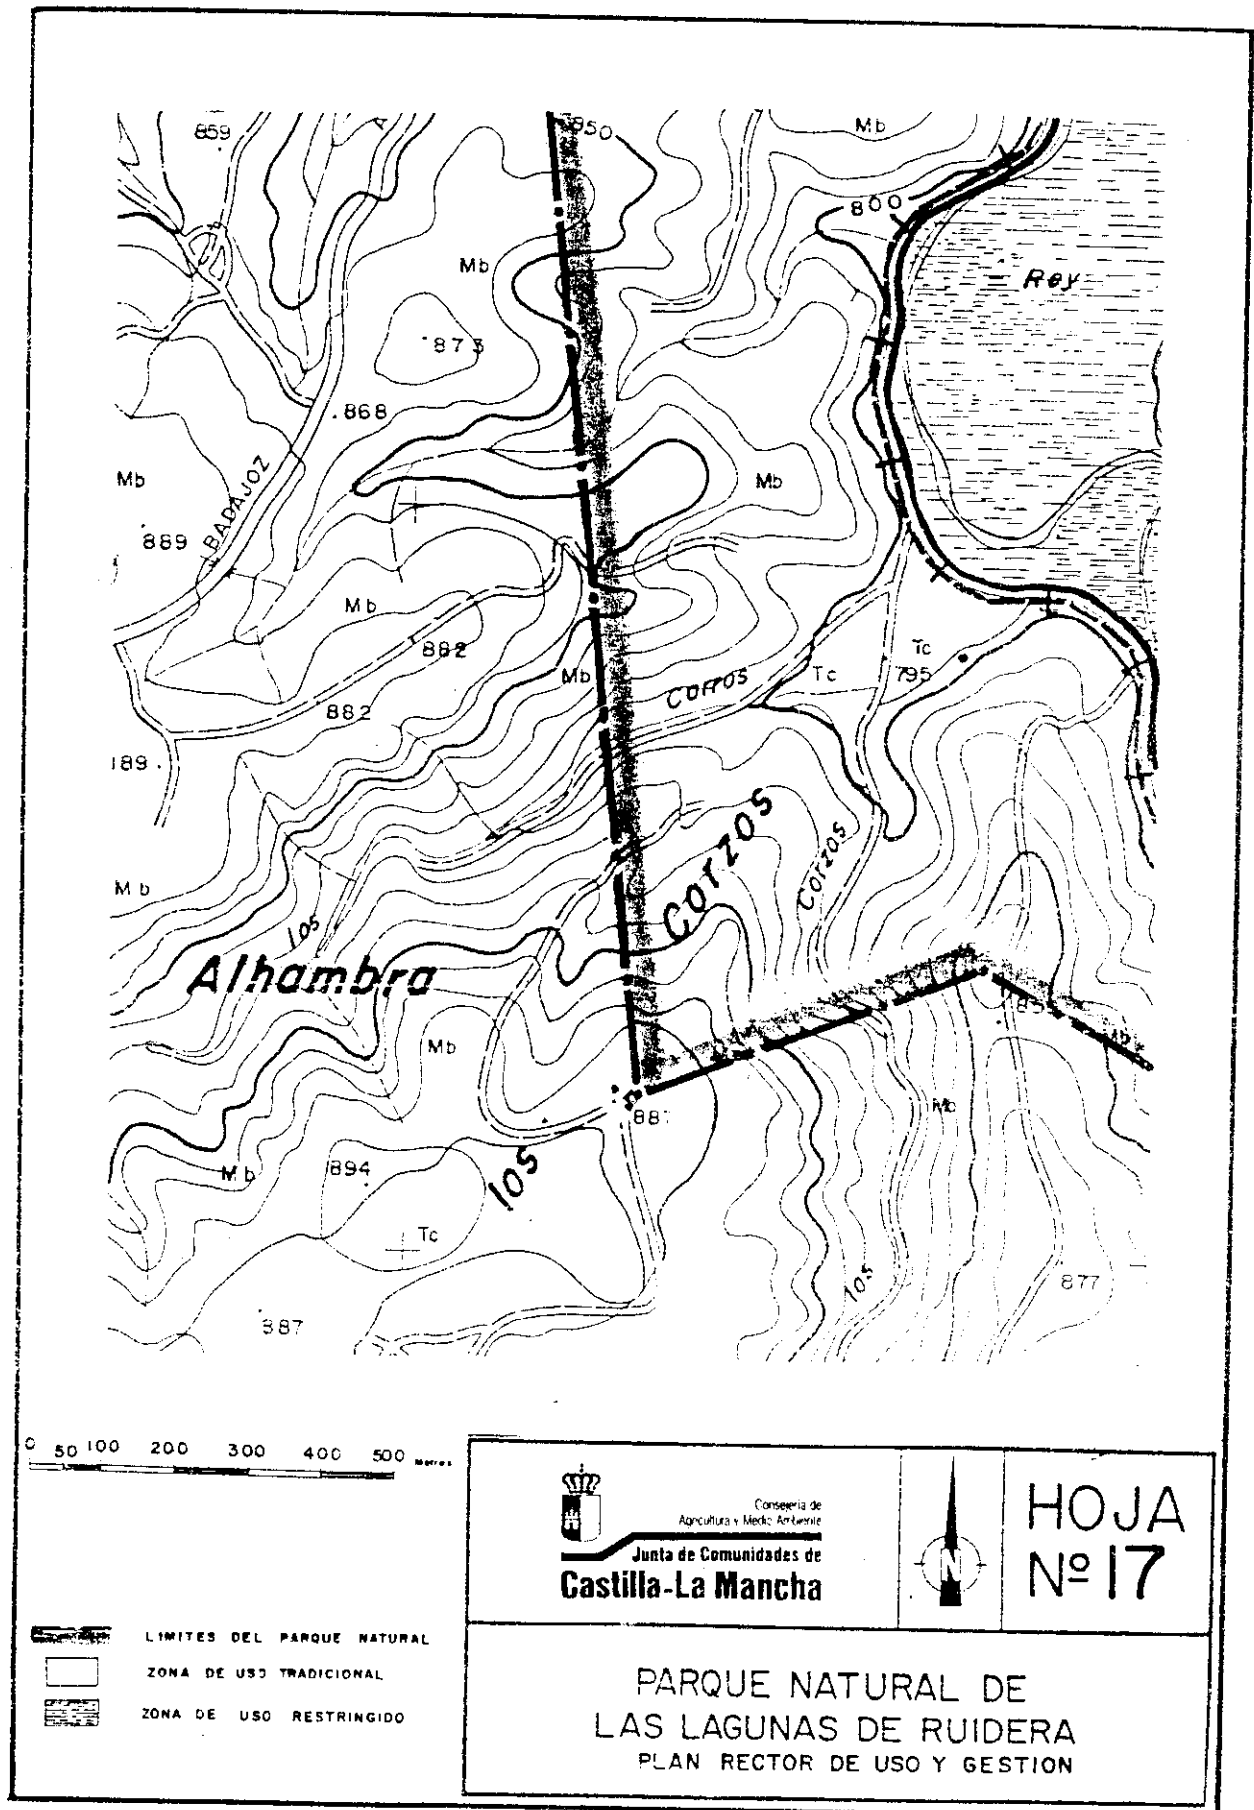 859
850
Mb
800
Mb
Rey
873
.868
Mb
Mb
BADAJOZ
889
Mb
882
Mb
Tc
795
Tc
Corros
882
189.
Corzos
Corzos
Mb
los
Alhambra
Mb
Mb
Mb
894
los
Tc
los
877
887
0 50 100 200 300 400 500 Metros
Consejería de
Agricultura y Medio Ambiente
Junta de Comunidades de
Castilla-La Mancha
N
HOJA
Nº 17
LIMITES DEL PARQUE NATURAL
ZONA DE USO TRADICIONAL
ZONA DE USO RESTRINGIDO
PARQUE NATURAL DE
LAS LAGUNAS DE RUIDERA
PLAN RECTOR DE USO Y GESTION